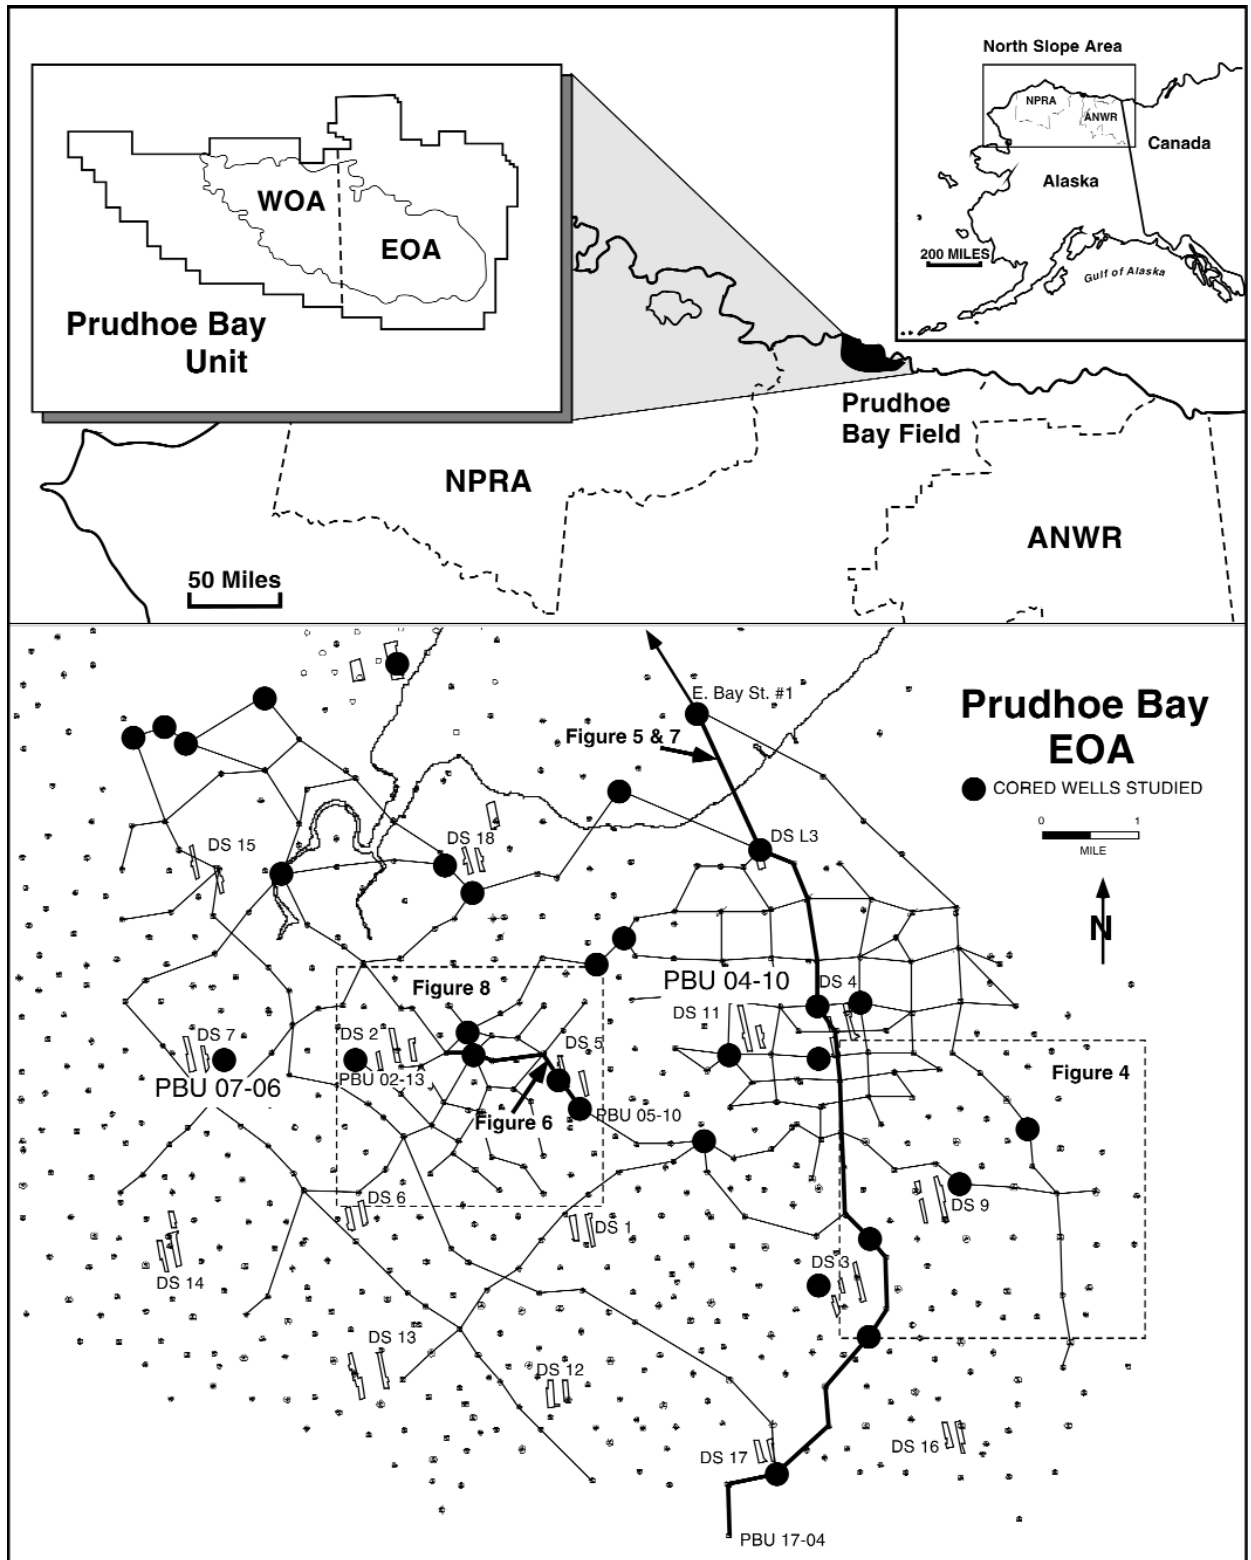 North Slope Area
NPRA
ANWR
Canada
Alaska
200 MILES
Gulf of Alaska
WOA
EOA
Prudhoe Bay
Unit
Prudhoe
Bay Field
NPRA
ANWR
50 Miles
E. Bay St. #1
Prudhoe Bay
EOA
Figure 5 & 7
CORED WELLS STUDIED
0 1
MILE
DS 18
DS L3
DS 15
N
PBU 04-10
DS 4
Figure 8
DS 11
DS 7
DS 2
DS 5
PBU 07-06
PBU 02-13
Figure 4
Figure 6
PBU 05-10
DS 6
DS 9
DS 1
DS 14
DS 3
DS 13
DS 12
DS 16
DS 17
PBU 17-04